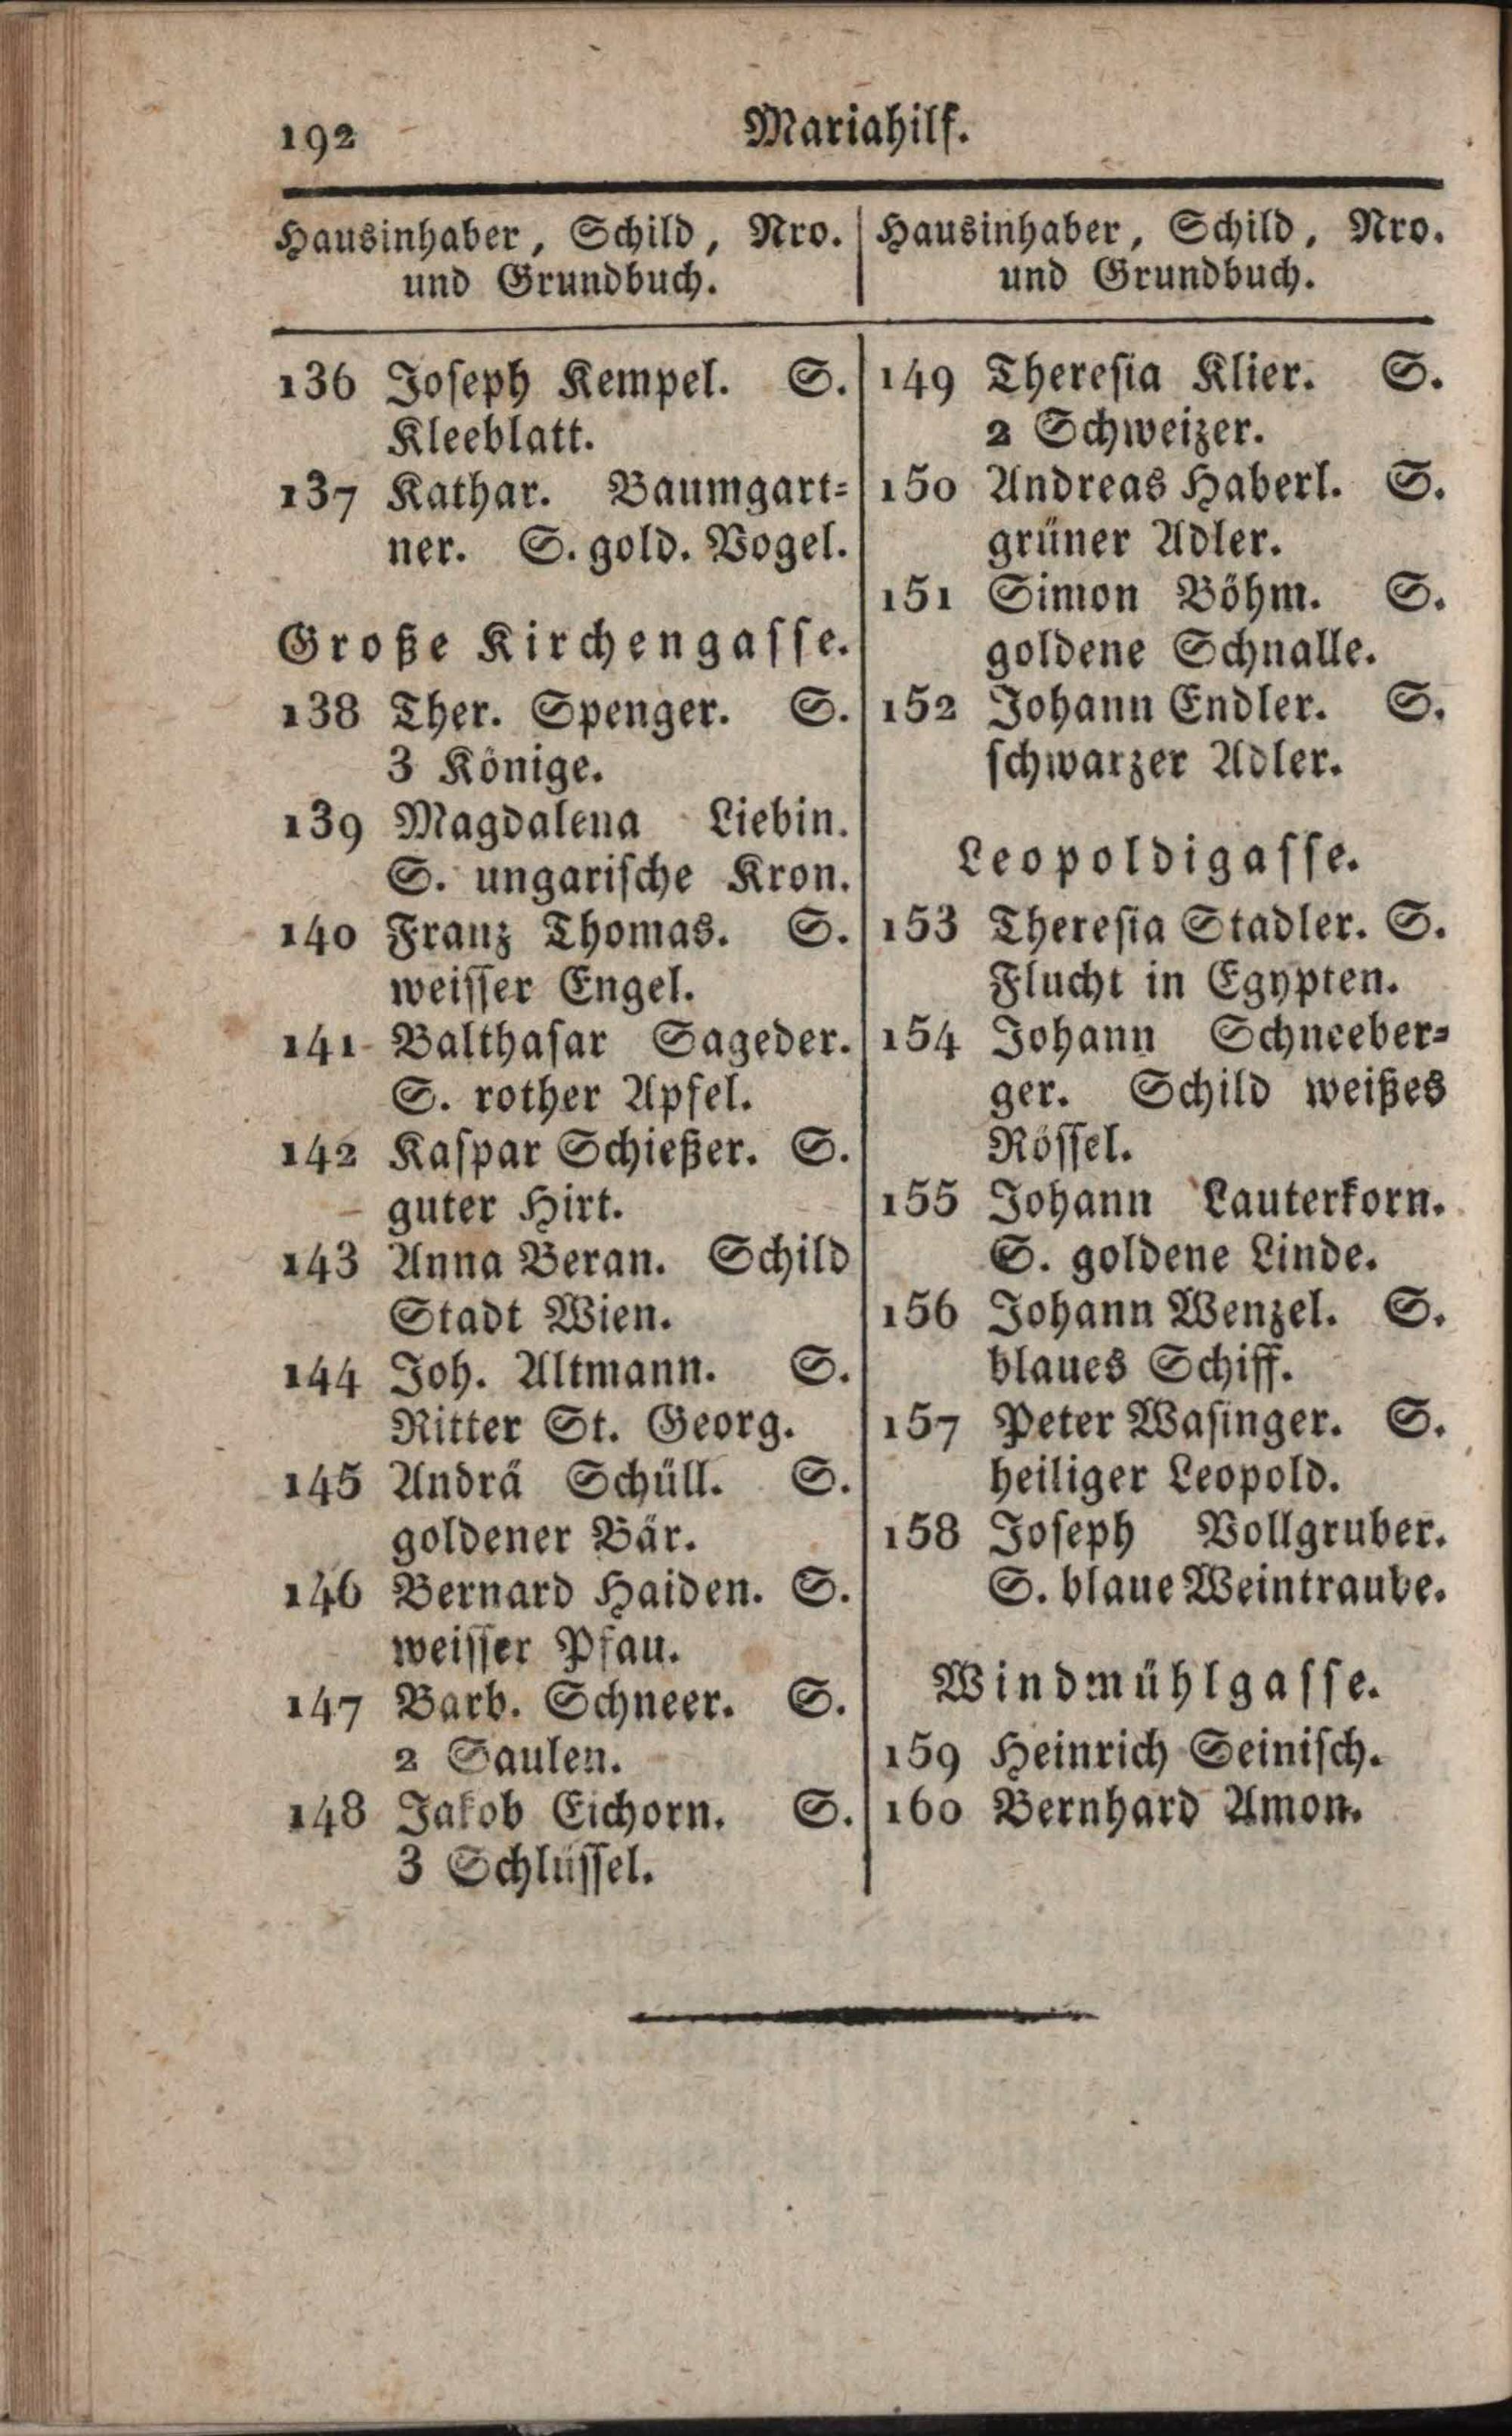 192
Mariahilf.
Hausinhaber, Schild, Nro.
und Grundbuch.
136 Joseph Kempel. S.
Kleeblatt.
137 Kathar. Baumgart=
ner. S. gold. Vogel.
Große Kirchengasse.
138 Ther. Spenger. S.
3 Könige.
139 Magdalena Liebin.
S. ungarische Kron.
140 Franz Thomas. S.
weisser Engel.
141 Balthasar Sageder.
S. rother Apfel.
142 Kaspar Schießer. S.
guter Hirt.
143 Anna Beran. Schild
Stadt Wien.
144 Joh. Altmann. S.
Ritter St. Georg.
145 Andrä Schüll. S.
goldener Bär.
146 Bernard Haiden. S.
weisser Pfau.
147 Barb. Schneer. S.
2 Saulen.
148 Jakob Eichorn. S.
3 Schlüssel.
Hausinhaber, Schild, Nro.
und Grundbuch.
149 Theresia Klier. S.
2 Schweizer.
150 Andreas Haberl. S.
grüner Adler.
151 Simon Böhm. S.
goldene Schnalle.
152 Johann Endler. S.
schwarzer Adler.
Leopoldigasse.
153 Theresia Stadler. S.
Flucht in Egypten.
154 Johann Schneeber=
ger. Schild weißes
Rössel.
155 Johann Lauterkorn.
S. goldene Linde.
156 Johann Wenzel. S.
blaues Schiff.
157 Peter Wasinger. S.
heiliger Leopold.
158 Joseph Vollgruber.
S. blaue Weintraube.
Windmühlgasse.
159 Heinrich Seinisch.
160 Bernhard Amon.